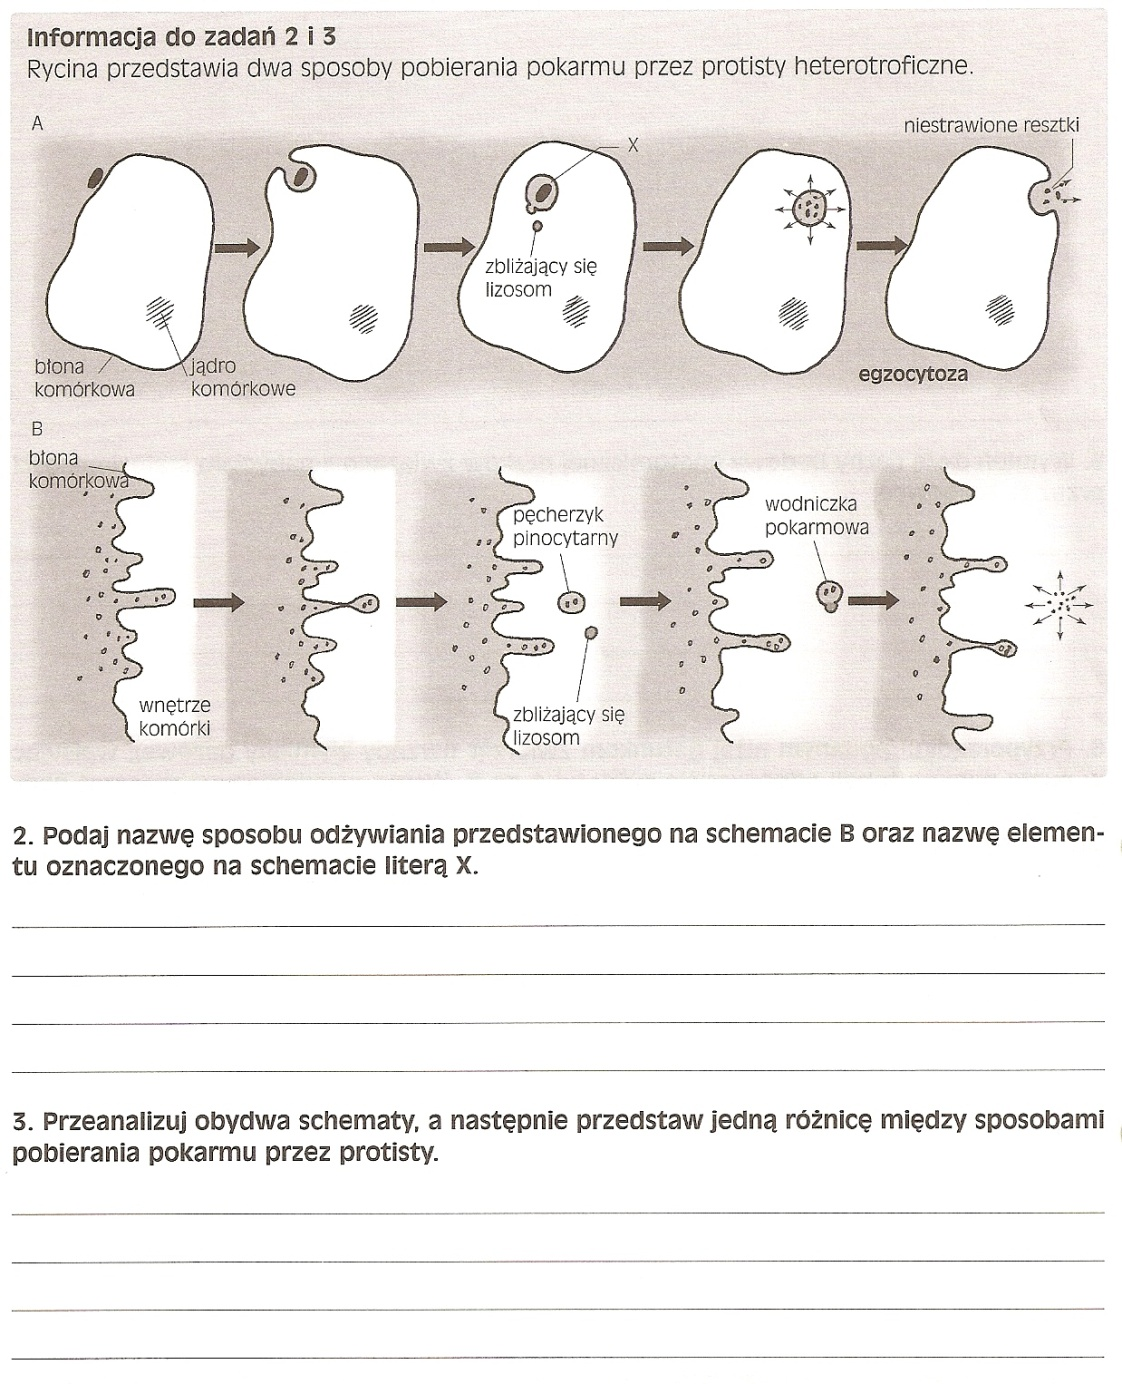 Informacja do zadań 2 i 3
Rycina przedstawia dwa sposoby pobierania pokarmu przez protisty heterotroficzne.
A
niestrawione resztki
X
zbliżający się
lizosom
błona
komórkowa
jądro
komórkowe
egzocytoza
B
błona
komórkowa
pęcherzyk
pinocytarny
wodniczka
pokarmowa
wnętrze
komórki
zbliżający się
lizosom
2. Podaj nazwę sposobu odżywiania przedstawionego na schemacie B oraz nazwę elemen-
tu oznaczonego na schemacie literą X.
3. Przeanalizuj obydwa schematy, a następnie przedstaw jedną różnicę między sposobami
pobierania pokarmu przez protisty.